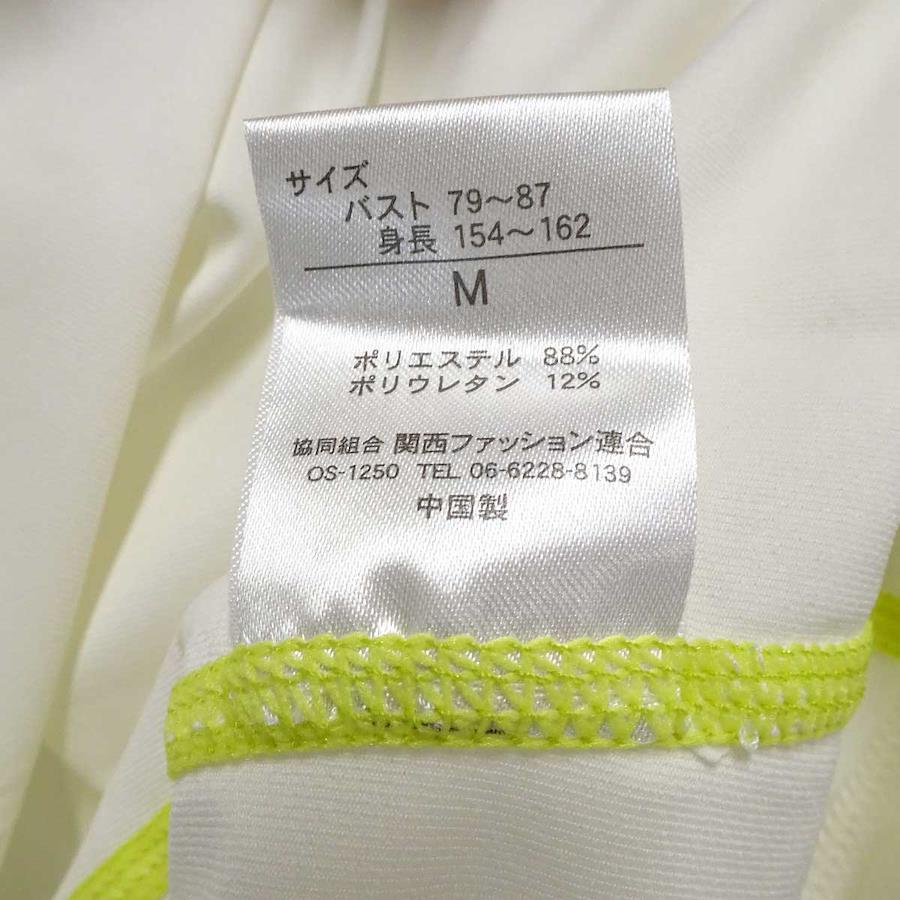 サイズ
バスト 79～87
身長 154～162
M
ポリエステル 88%
ポリウレタン 12%
協同組合 関西ファッション連合
OS-1250 TEL 06-6228-8139
中国製